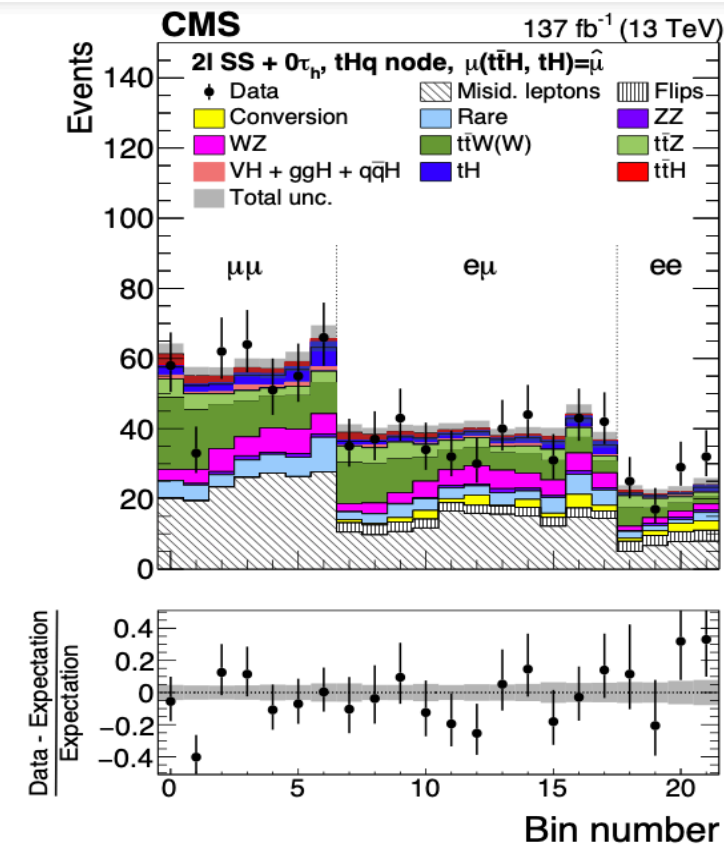 CMS 137 fb⁻¹ (13 TeV)
Events
2l SS + 0τₕ, tHq node, μ(tt̄H, tH)=μ̂
Data Misid. leptons Flips
Conversion Rare ZZ
WZ tt̄W(W) tt̄Z
VH + ggH + qq̄H tH tt̄H
Total unc.
μμ eμ ee
140
120
100
80
60
40
20
0
Data - Expectation
Expectation
0.4
0.2
0
−0.2
−0.4
0 5 10 15 20
Bin number